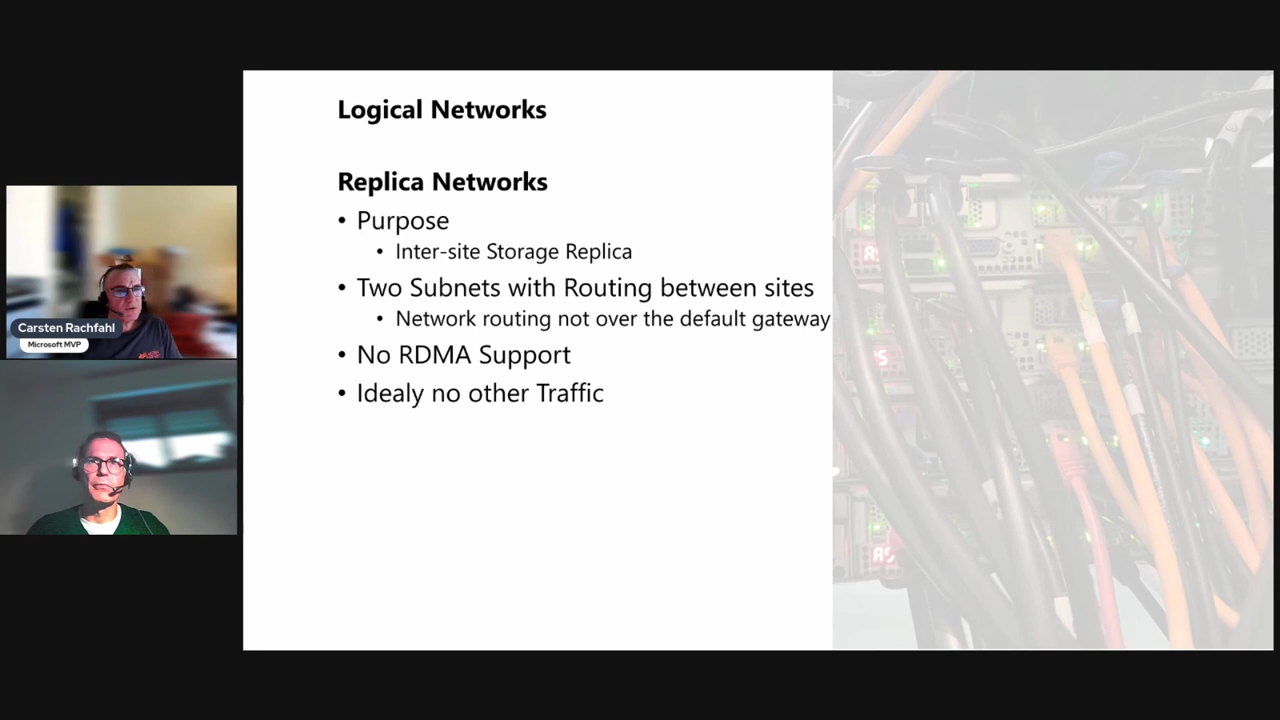 Logical Networks
Replica Networks
• Purpose
• Inter-site Storage Replica
• Two Subnets with Routing between sites
• Network routing not over the default gateway
• No RDMA Support
• Idealy no other Traffic
Carsten Rachfahl
Microsoft MVP